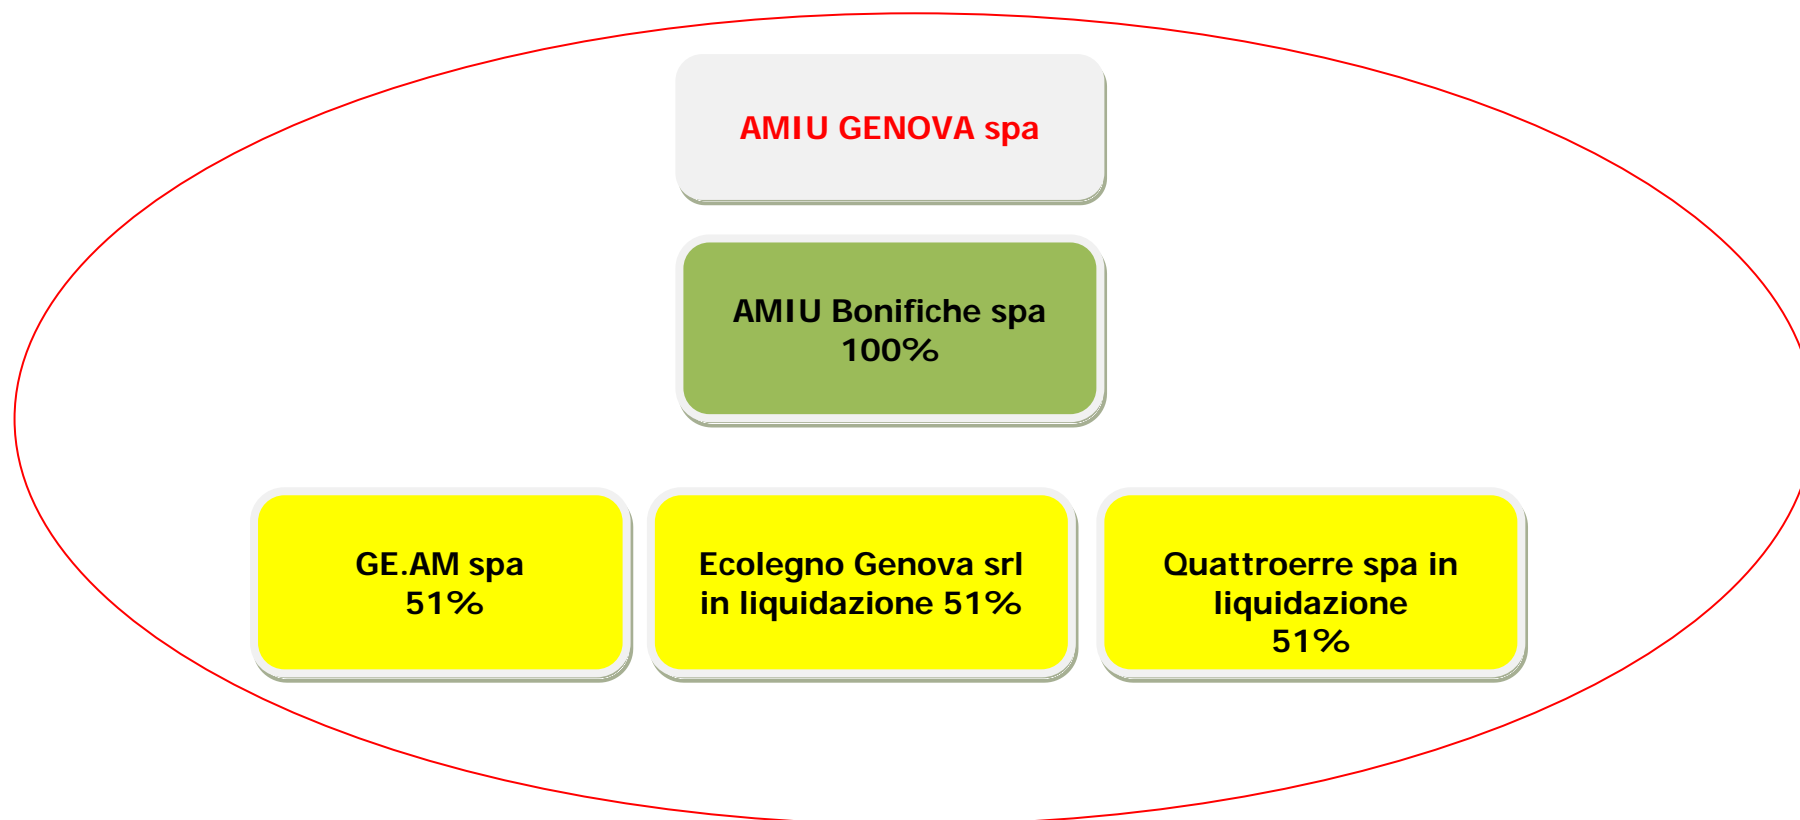 AMIU GENOVA spa
AMIU Bonifiche spa
100%
GE.AM spa
51%
Ecolegno Genova srl
in liquidazione 51%
Quattroerre spa in
liquidazione
51%